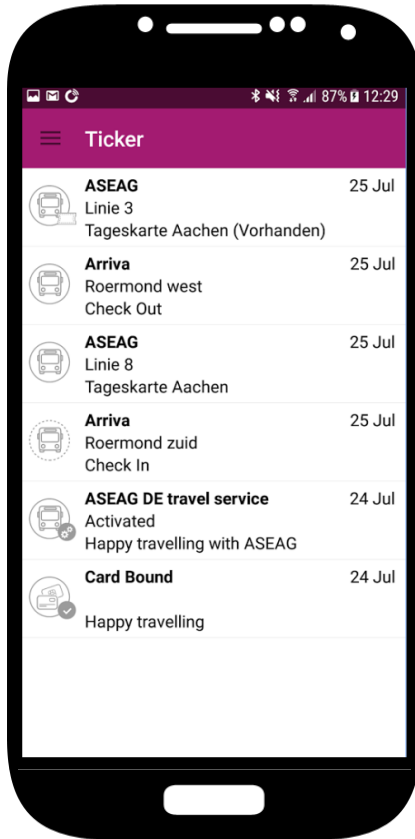 87% 12:29
Ticker
ASEAG 25 Jul
Linie 3
Tageskarte Aachen (Vorhanden)
Arriva 25 Jul
Roermond west
Check Out
ASEAG 25 Jul
Linie 8
Tageskarte Aachen
Arriva 25 Jul
Roermond zuid
Check In
ASEAG DE travel service 24 Jul
Activated
Happy travelling with ASEAG
Card Bound 24 Jul
Happy travelling